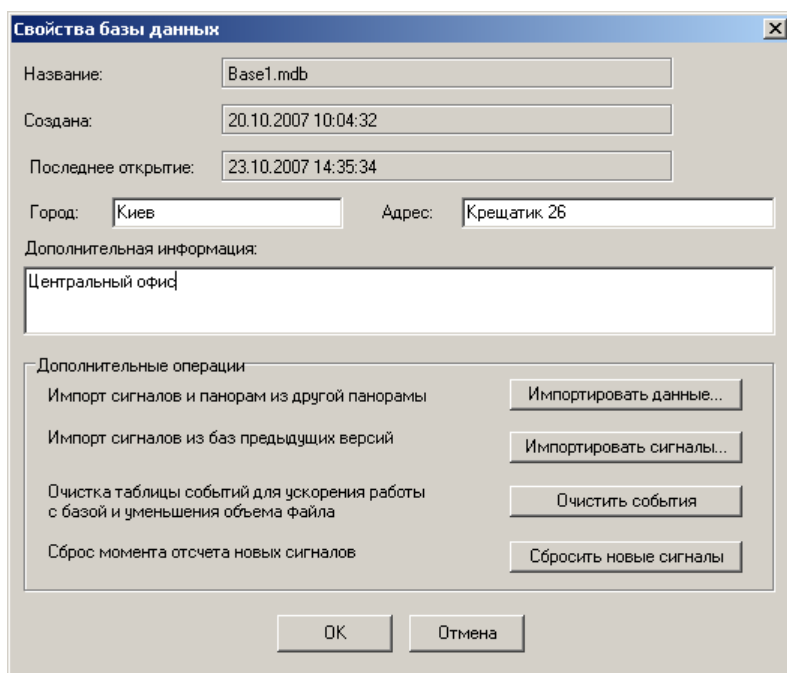 Свойства базы данных
Название: Base1.mdb
Создана: 20.10.2007 10:04:32
Последнее открытие: 23.10.2007 14:35:34
Город: Киев Адрес: Крещатик 26
Дополнительная информация:
Центральный офис
Дополнительные операции
Импорт сигналов и панорам из другой панорамы Импортировать данные...
Импорт сигналов из баз предыдущих версий Импортировать сигналы...
Очистка таблицы событий для ускорения работы
с базой и уменьшения объема файла Очистить события
Сброс момента отсчета новых сигналов Сбросить новые сигналы
OK Отмена